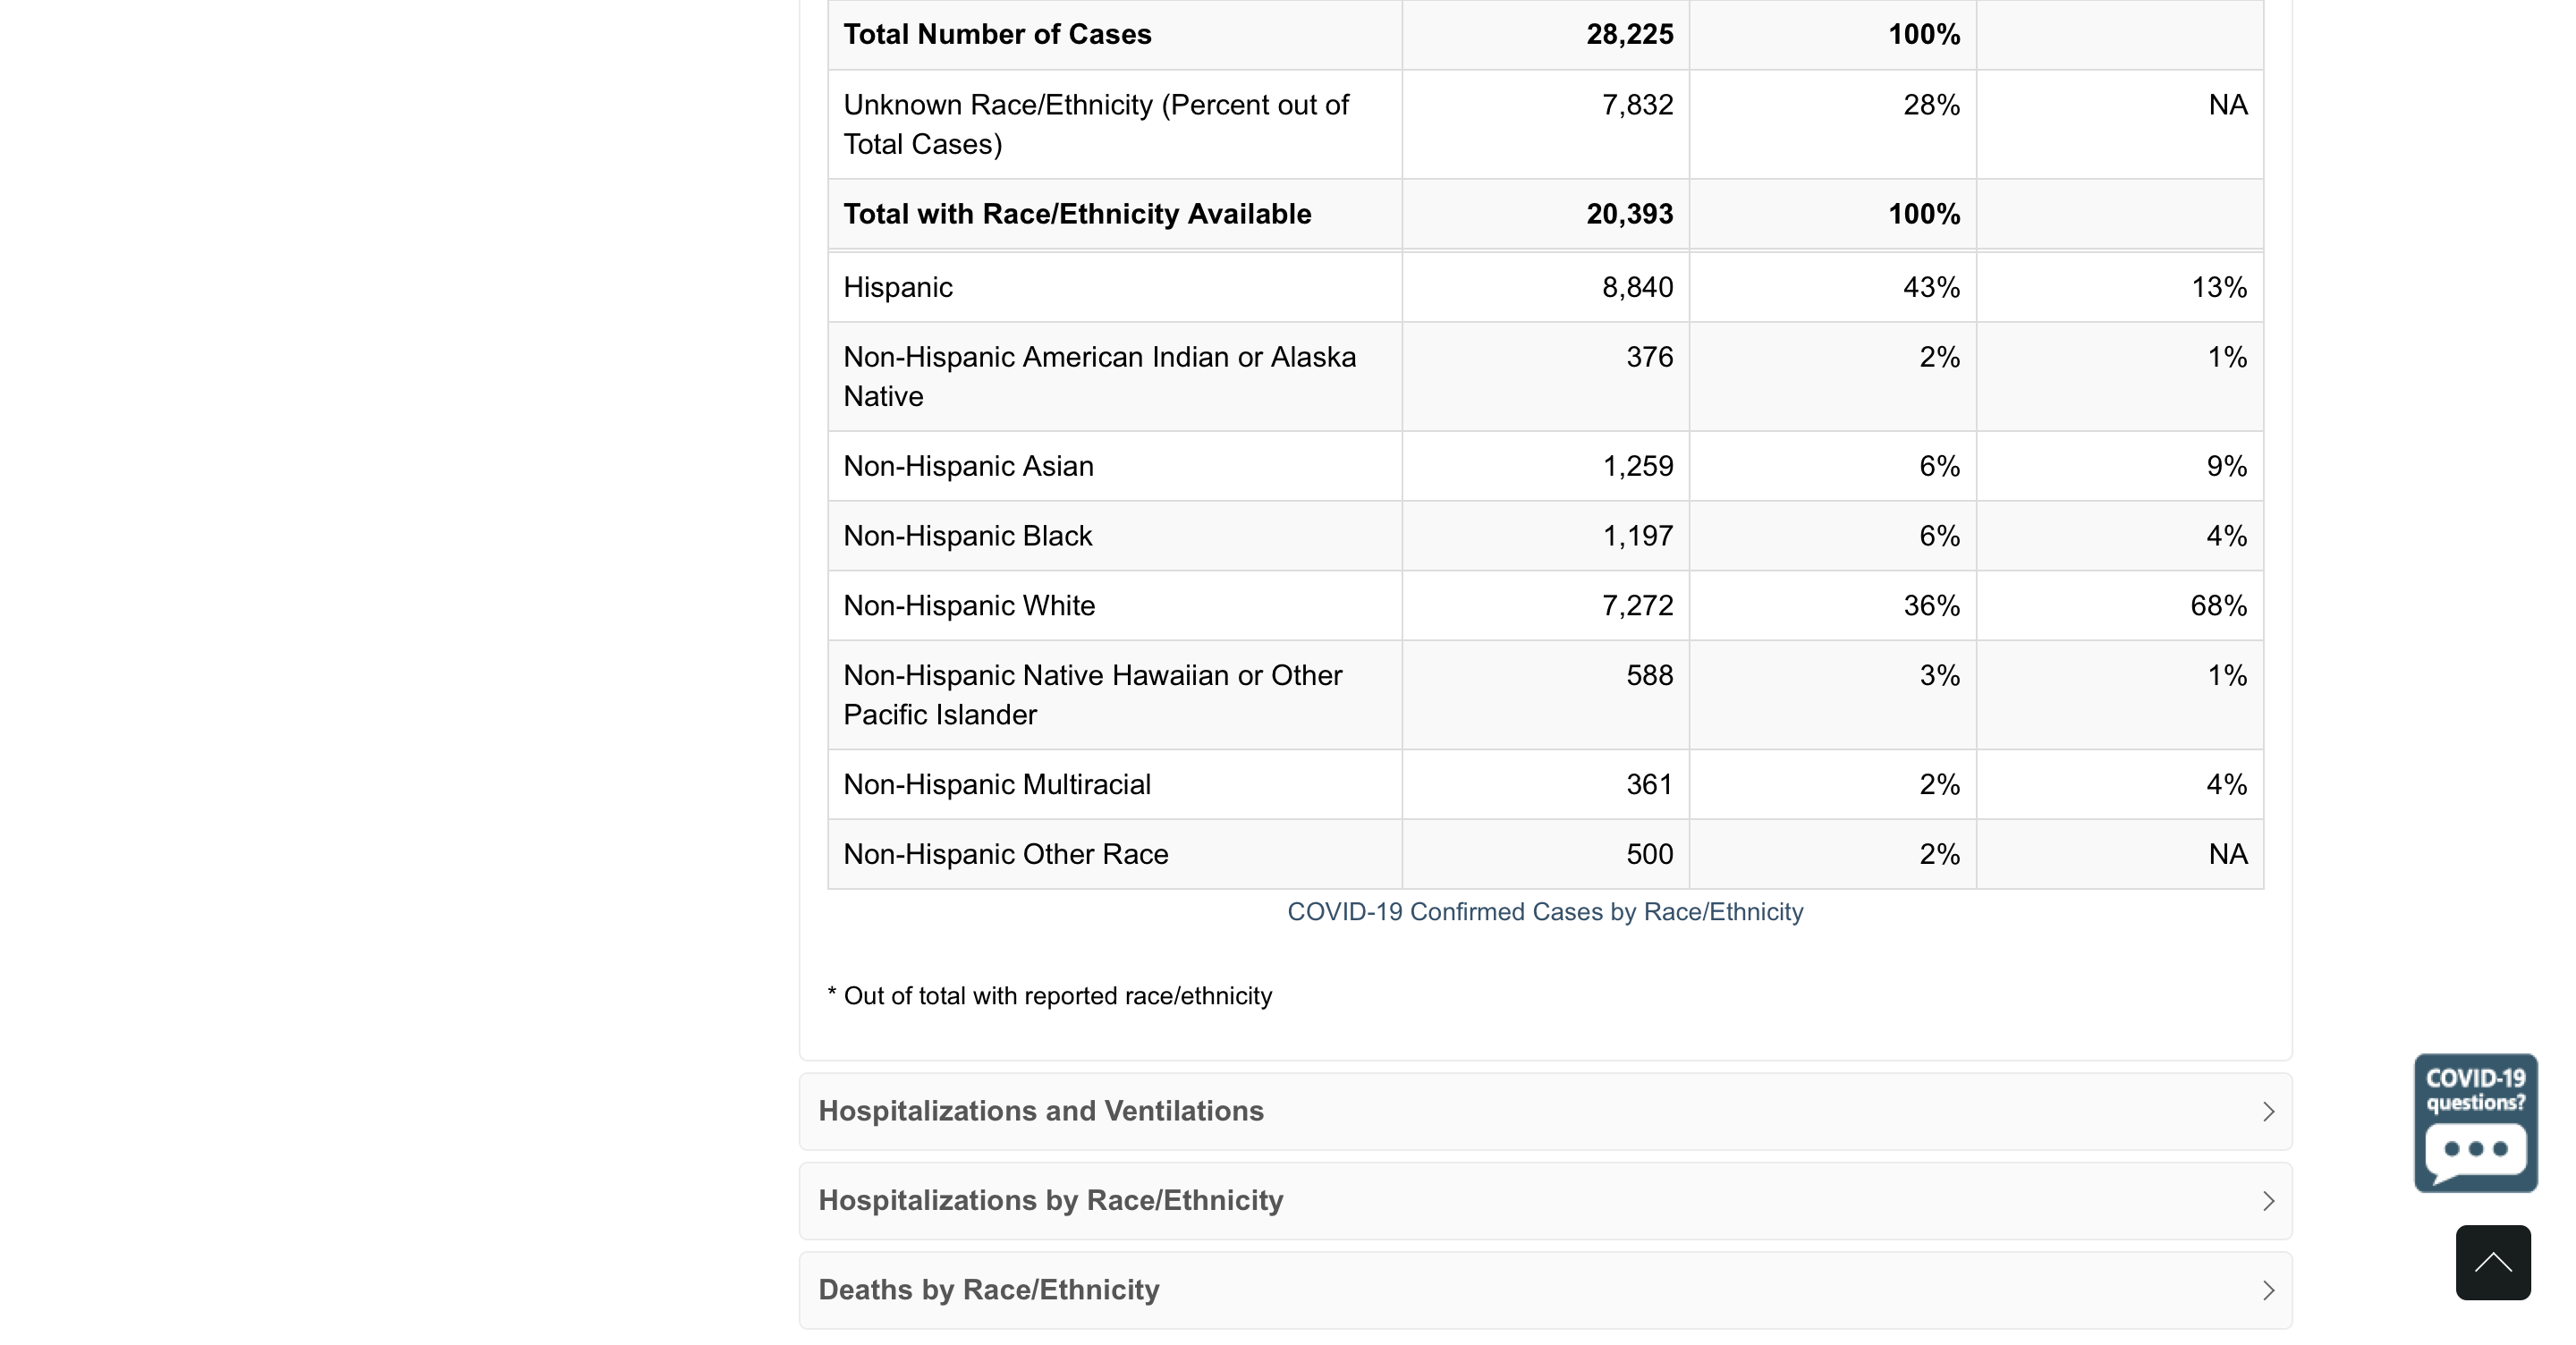 Total Number of Cases 28,225 100%
Unknown Race/Ethnicity (Percent out of 7,832 28% NA
Total Cases)
Total with Race/Ethnicity Available 20,393 100%
Hispanic 8,840 43% 13%
Non-Hispanic American Indian or Alaska 376 2% 1%
Native
Non-Hispanic Asian 1,259 6% 9%
Non-Hispanic Black 1,197 6% 4%
Non-Hispanic White 7,272 36% 68%
Non-Hispanic Native Hawaiian or Other 588 3% 1%
Pacific Islander
Non-Hispanic Multiracial 361 2% 4%
Non-Hispanic Other Race 500 2% NA
COVID-19 Confirmed Cases by Race/Ethnicity
* Out of total with reported race/ethnicity
Hospitalizations and Ventilations
Hospitalizations by Race/Ethnicity
Deaths by Race/Ethnicity
COVID-19
questions?